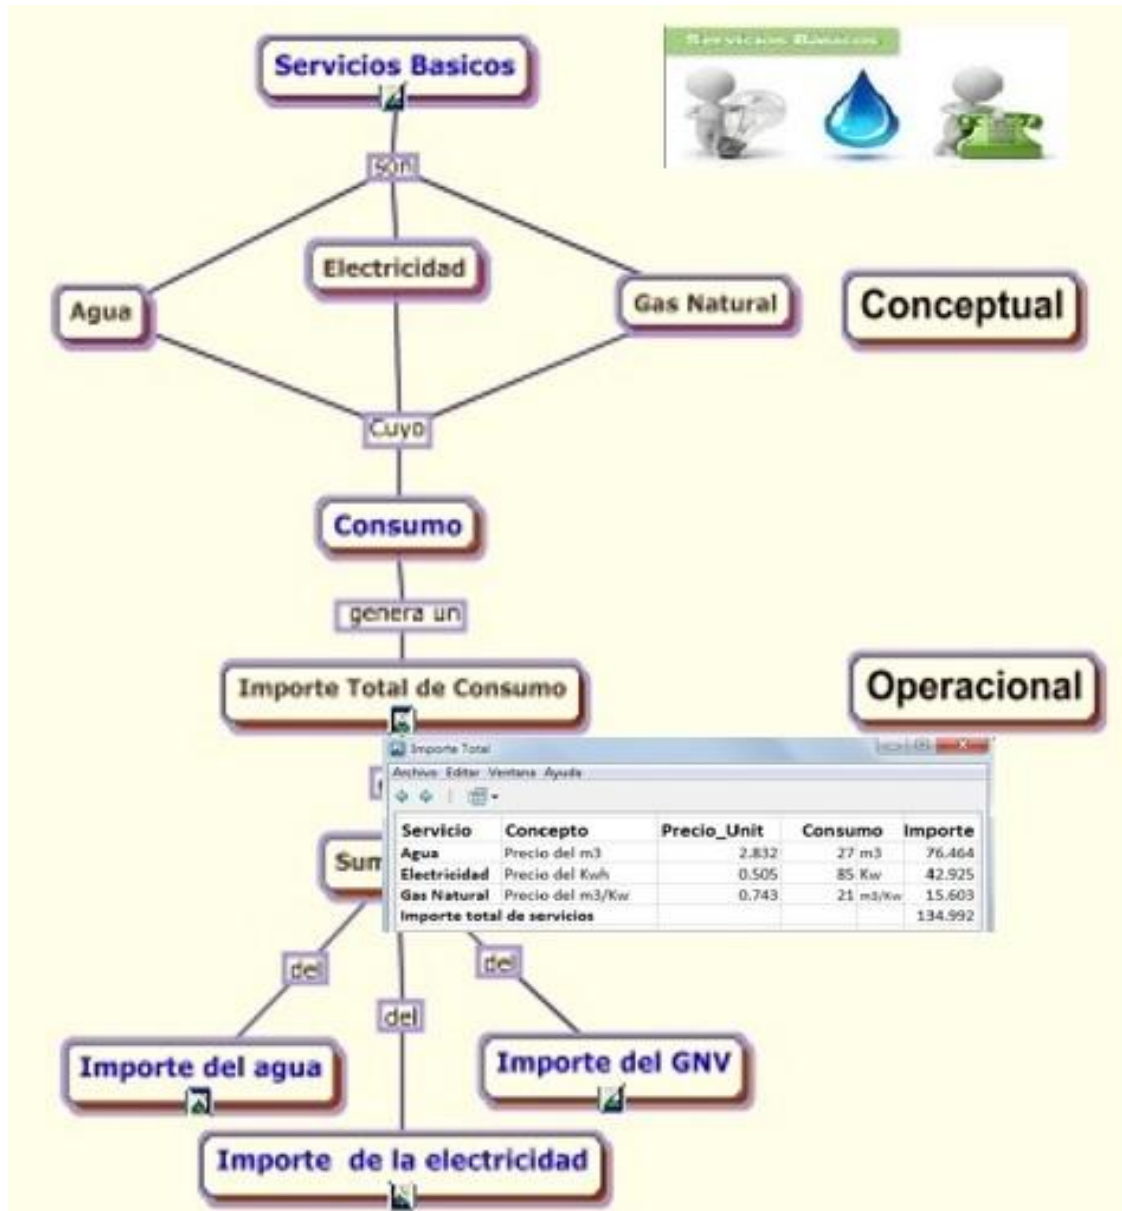 Servicios Basicos
Servicios Basicos
son
Electricidad
Agua
Gas Natural
Conceptual
Cuyo
Consumo
genera un
Importe Total de Consumo
Operacional
Importe Total
Archivo Editar Ventana Ayuda
Servicio Concepto Precio_Unit Consumo Importe
Agua Precio del m3 2.832 27 m3 76.464
Electricidad Precio del Kwh 0.505 85 Kw 42.925
Gas Natural Precio del m3/Kw 0.743 21 m3/Kw 15.603
Importe total de servicios 134.992
del
del
del
Importe del agua
Importe del GNV
Importe de la electricidad